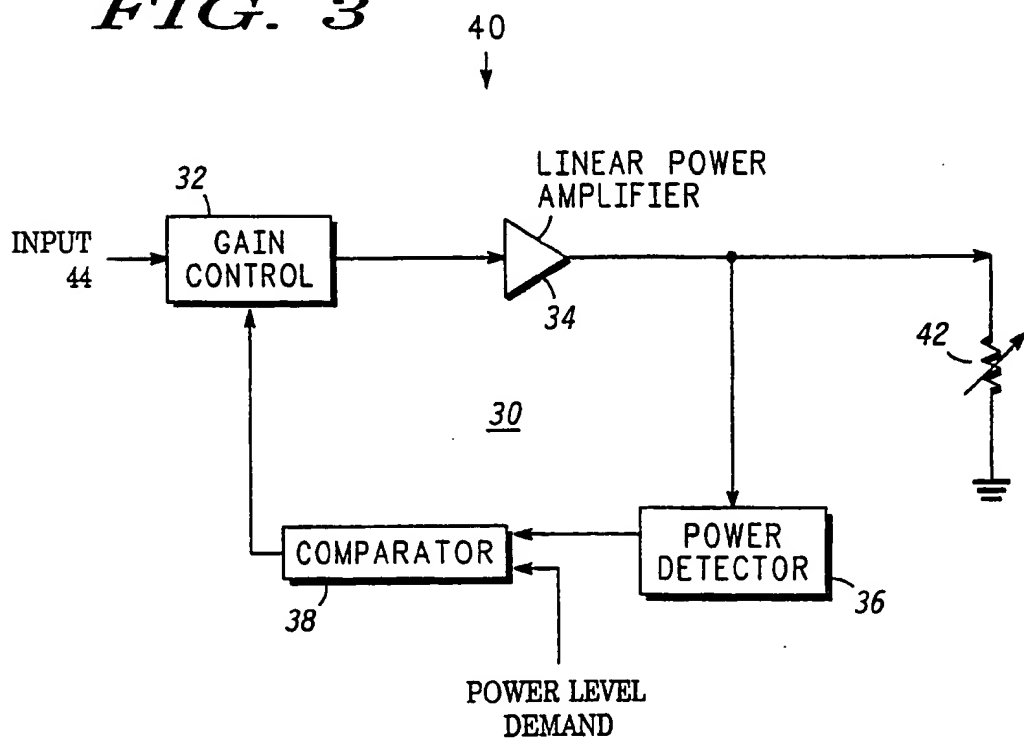 FIG. 3
40
LINEAR POWER
AMPLIFIER
32
INPUT
44
GAIN
CONTROL
34
42
30
COMPARATOR
38
POWER
DETECTOR
36
POWER LEVEL
DEMAND